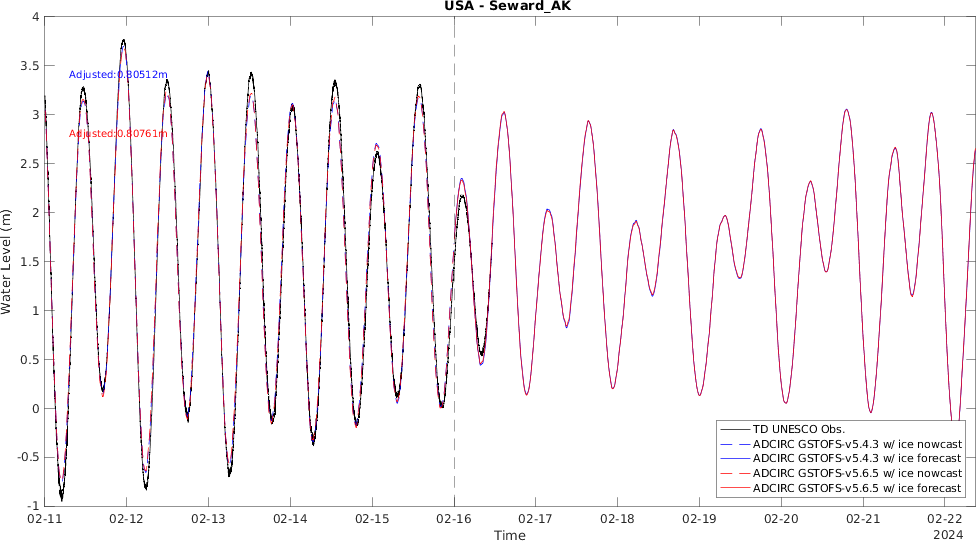 USA - Seward_AK
4
3.5
3
2.5
2
1.5
1
0.5
0
-0.5
-1
Water Level (m)
Adjusted:0.80512m
Adjusted:0.80761m
TD UNESCO Obs.
ADCIRC GSTOFS-v5.4.3 w/ ice nowcast
ADCIRC GSTOFS-v5.4.3 w/ ice forecast
ADCIRC GSTOFS-v5.6.5 w/ ice nowcast
ADCIRC GSTOFS-v5.6.5 w/ ice forecast
02-11 02-12 02-13 02-14 02-15 02-16 02-17 02-18 02-19 02-20 02-21 02-22
2024
Time